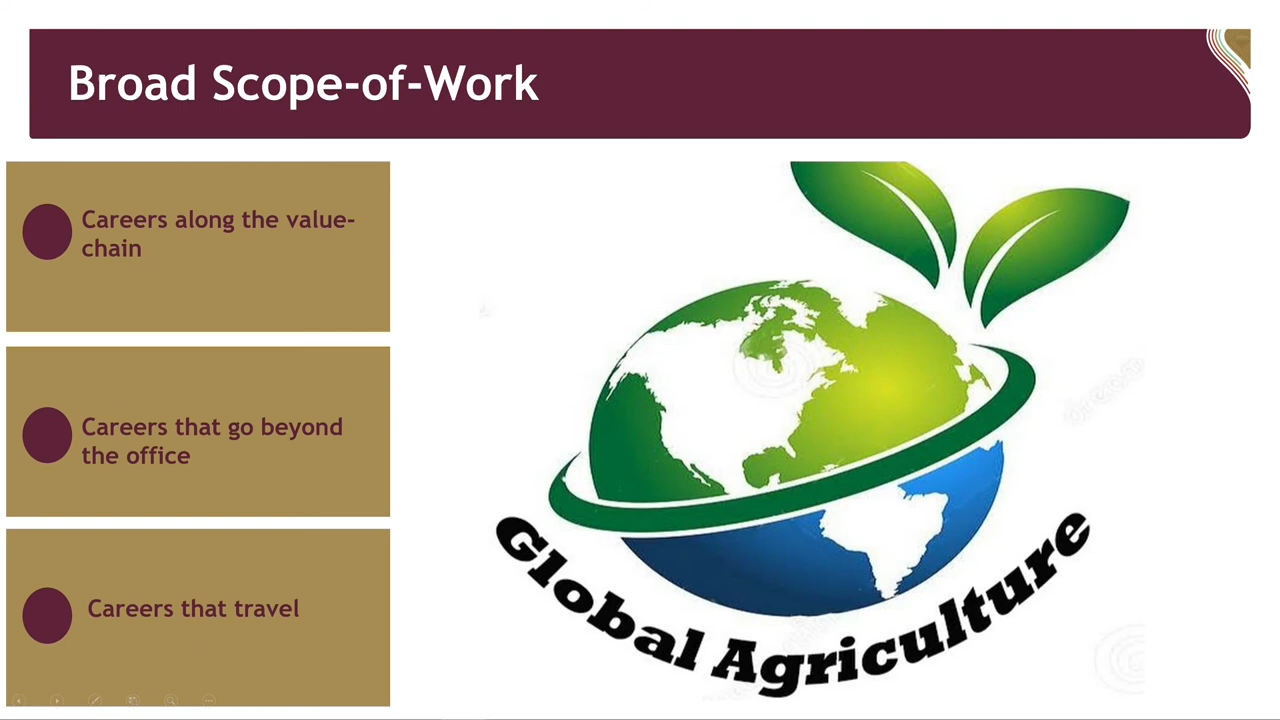 Broad Scope-of-Work
Careers along the value-
chain
Careers that go beyond
the office
Careers that travel
Global Agriculture